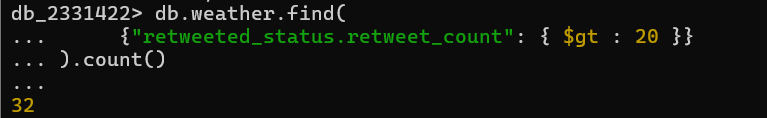 db_2331422> db.weather.find(
...     {"retweeted_status.retweet_count": { $gt : 20 }}
... ).count()
...
32